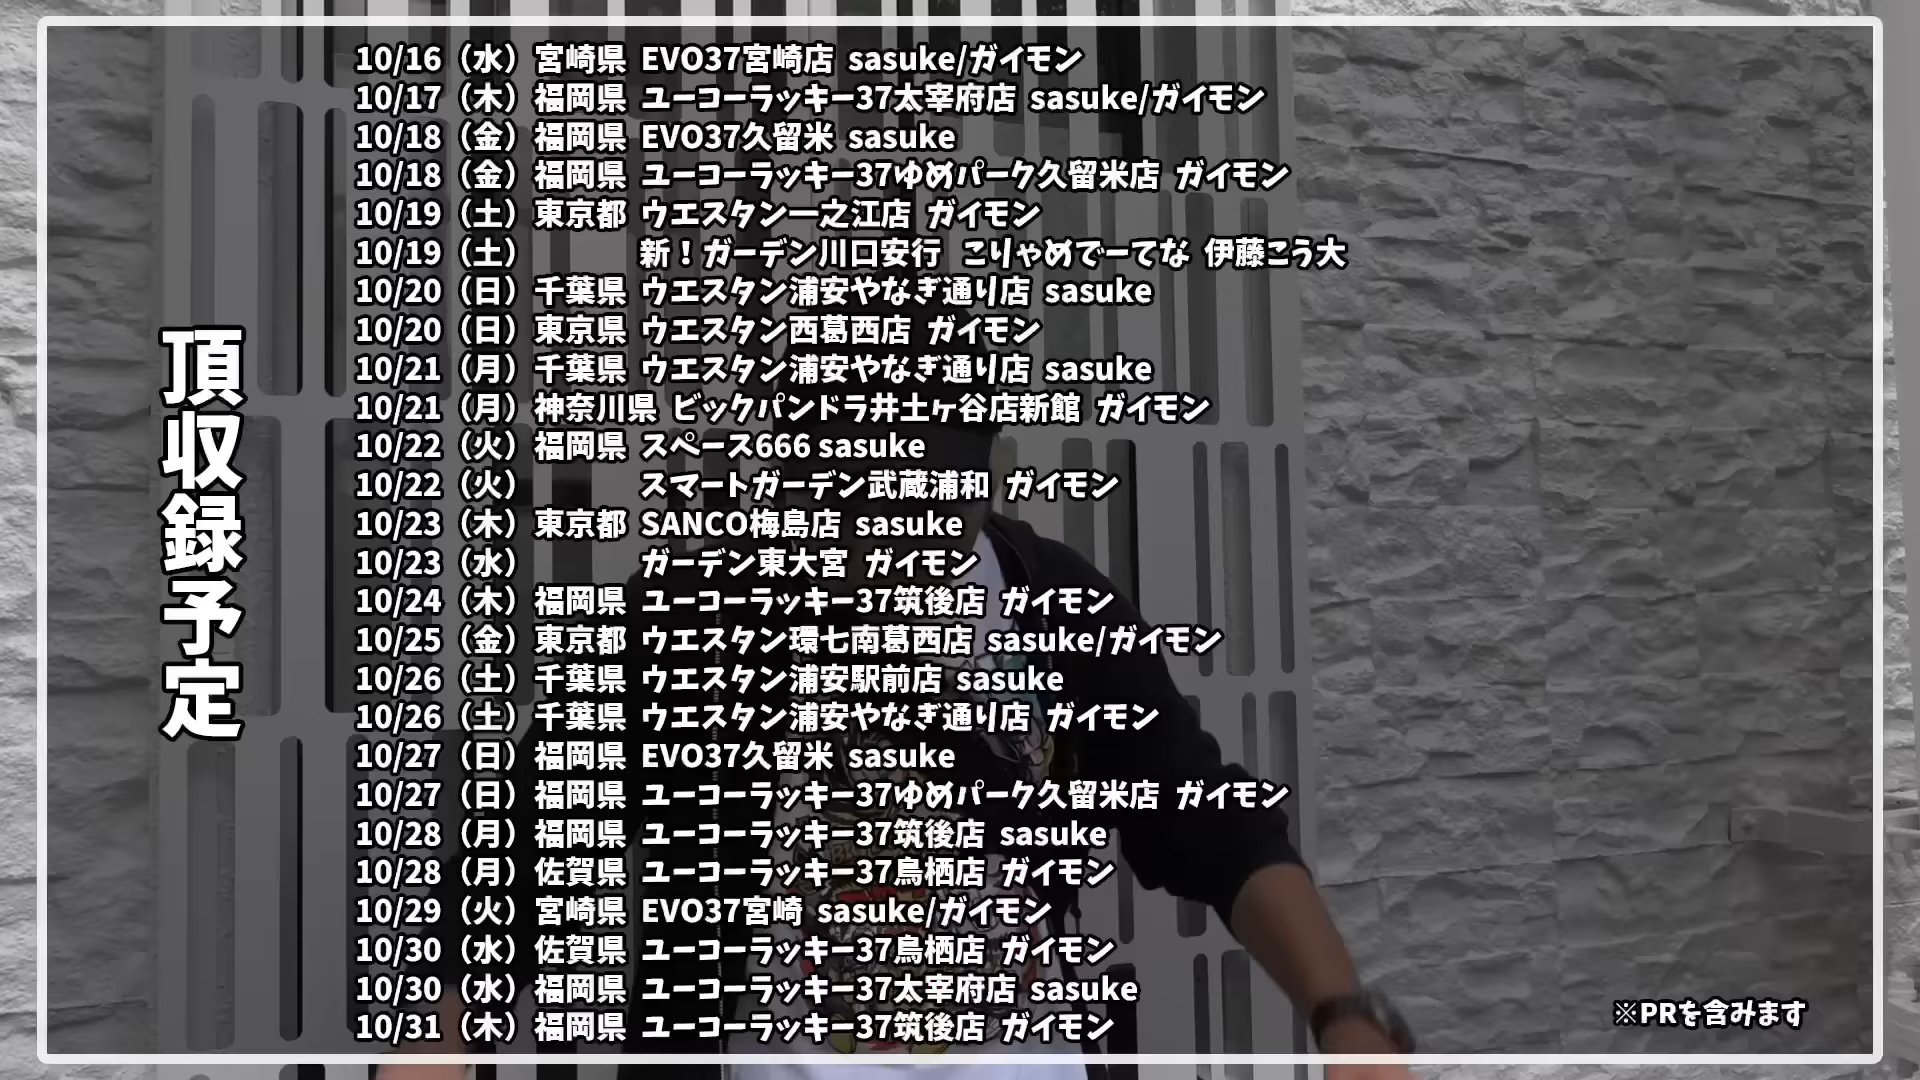 頂収録予定
10/16（水）宮崎県 EVO37宮崎店 sasuke/ガイモン
10/17（木）福岡県 ユーコーラッキー37太宰府店 sasuke/ガイモン
10/18（金）福岡県 EVO37久留米 sasuke
10/18（金）福岡県 ユーコーラッキー37ゆめパーク久留米店 ガイモン
10/19（土）東京都 ウエスタン一之江店 ガイモン
10/19（土） 新！ガーデン川口安行 こりゃめでーてな 伊藤こう大
10/20（日）千葉県 ウエスタン浦安やなぎ通り店 sasuke
10/20（日）東京県 ウエスタン西葛西店 ガイモン
10/21（月）千葉県 ウエスタン浦安やなぎ通り店 sasuke
10/21（月）神奈川県 ビックパンドラ井土ヶ谷店新館 ガイモン
10/22（火）福岡県 スペース666 sasuke
10/22（火） スマートガーデン武蔵浦和 ガイモン
10/23（木）東京都 SANCO梅島店 sasuke
10/23（水） ガーデン東大宮 ガイモン
10/24（木）福岡県 ユーコーラッキー37筑後店 ガイモン
10/25（金）東京都 ウエスタン環七南葛西店 sasuke/ガイモン
10/26（土）千葉県 ウエスタン浦安駅前店 sasuke
10/26（土）千葉県 ウエスタン浦安やなぎ通り店 ガイモン
10/27（日）福岡県 EVO37久留米 sasuke
10/27（日）福岡県 ユーコーラッキー37ゆめパーク久留米店 ガイモン
10/28（月）福岡県 ユーコーラッキー37筑後店 sasuke
10/28（月）佐賀県 ユーコーラッキー37鳥栖店 ガイモン
10/29（火）宮崎県 EVO37宮崎 sasuke/ガイモン
10/30（水）佐賀県 ユーコーラッキー37鳥栖店 ガイモン
10/30（水）福岡県 ユーコーラッキー37太宰府店 sasuke
10/31（木）福岡県 ユーコーラッキー37筑後店 ガイモン
※PRを含みます